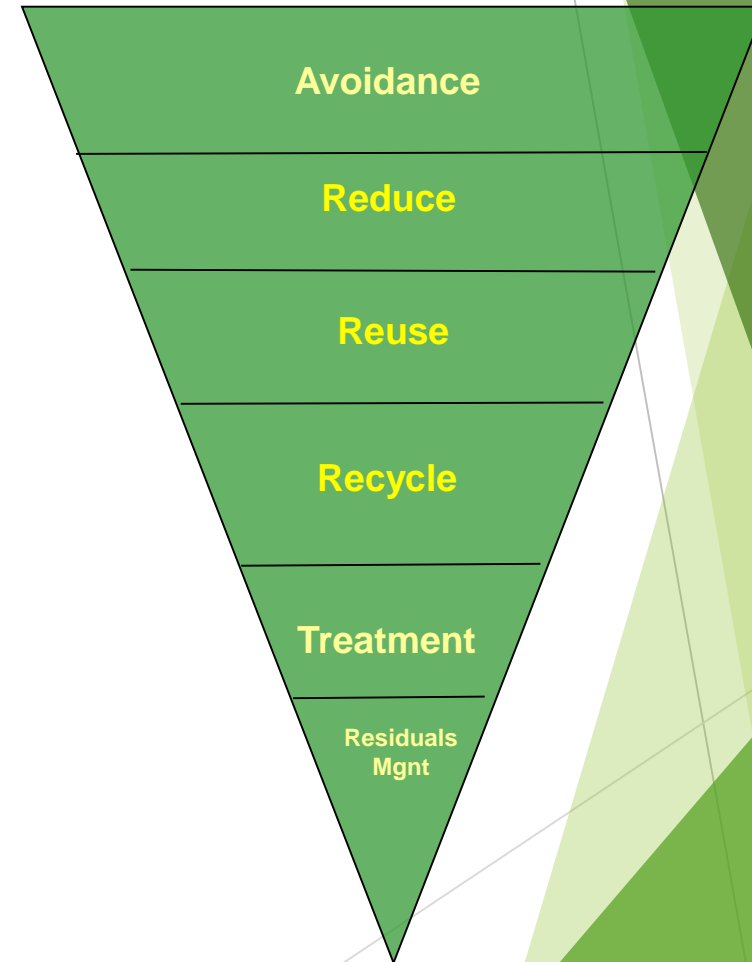 Avoidance
Reduce
Reuse
Recycle
Treatment
Residuals
Mgnt